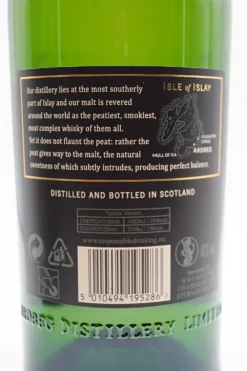 Our distillery lies at the most southerly
part of Islay and our malt is revered
around the world as the peatiest, smokiest,
most complex whisky of them all.
Yet it does not flaunt the peat: rather the
peat gives way to the malt, the natural
sweetness of which subtly intrudes, producing perfect balance.
ISLE of ISLAY
ARDBEG
DISTILLED AND BOTTLED IN SCOTLAND
Typical Values
www.responsibledrinking.eu
5 010494 195286 >
ARDBEG DISTILLERY LIMITED